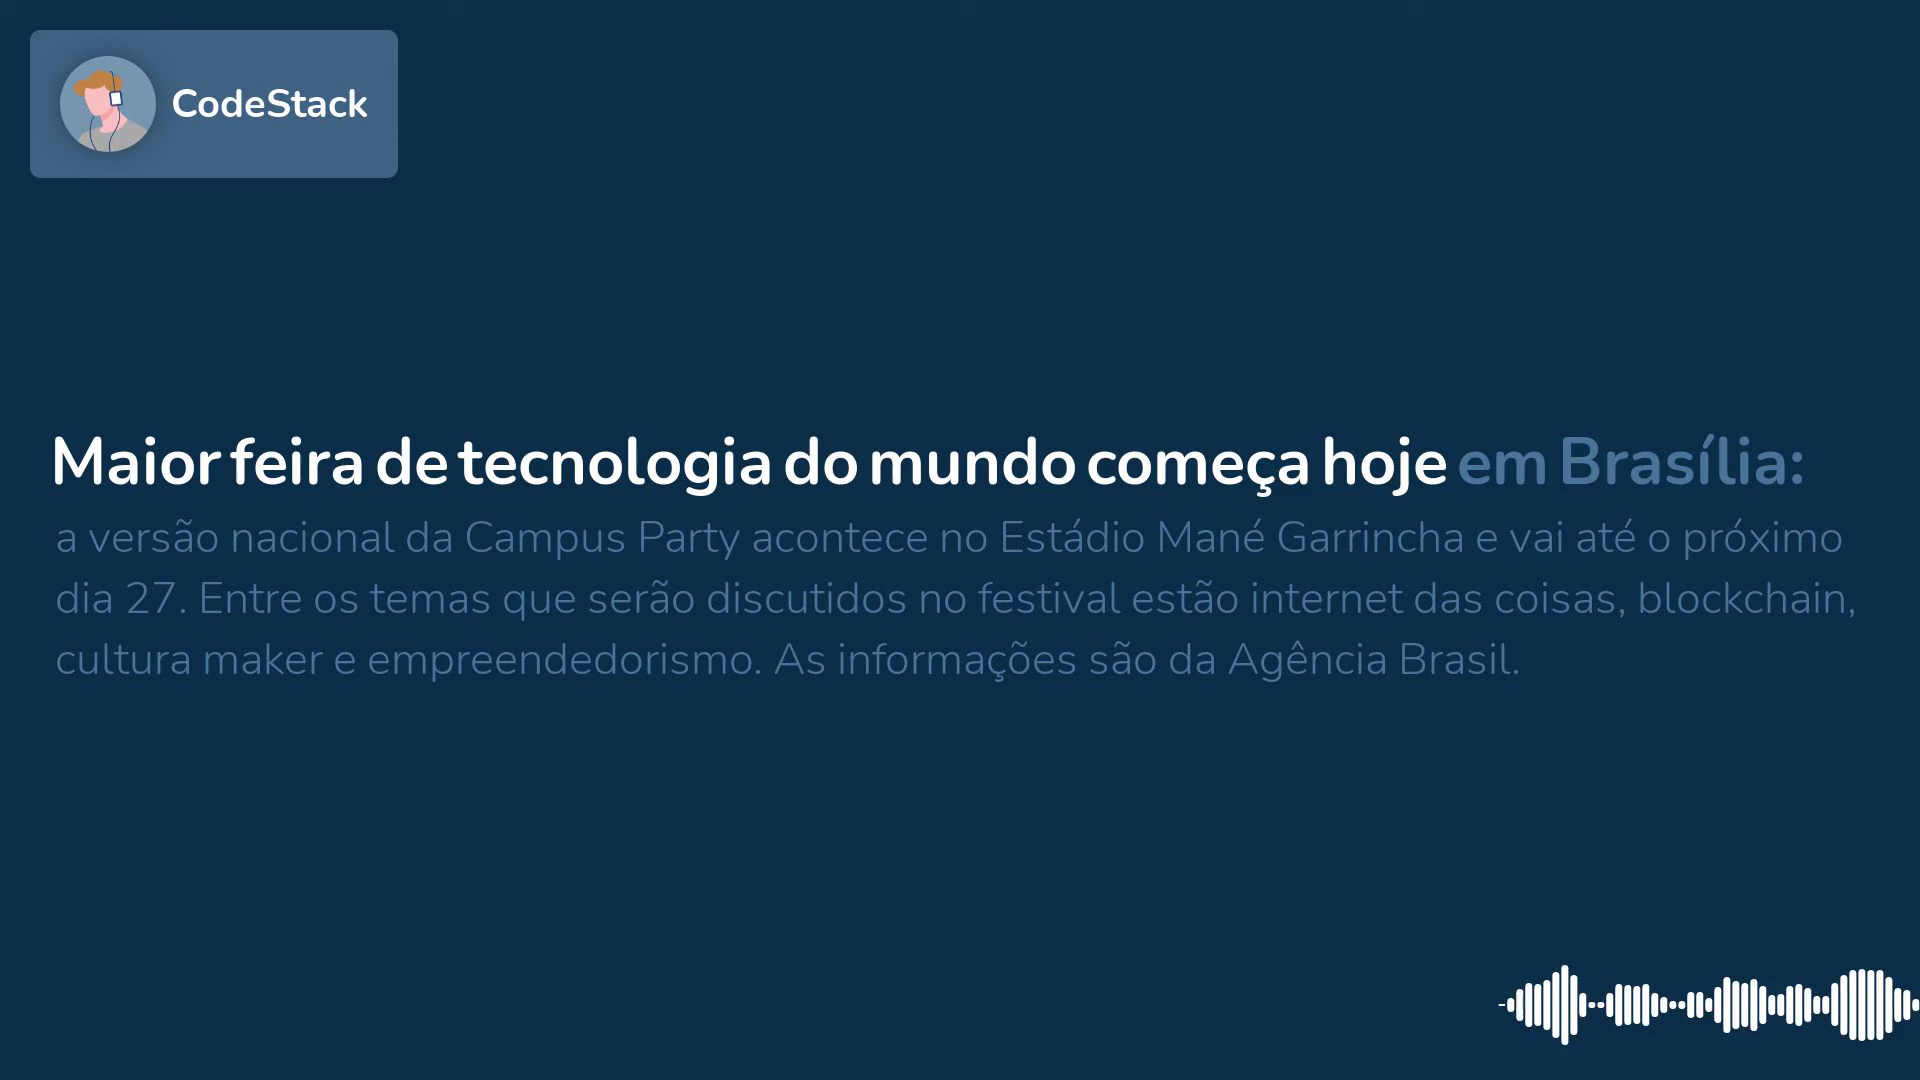 CodeStack
Maior feira de tecnologia do mundo começa hoje em Brasília:
a versão nacional da Campus Party acontece no Estádio Mané Garrincha e vai até o próximo
dia 27. Entre os temas que serão discutidos no festival estão internet das coisas, blockchain,
cultura maker e empreendedorismo. As informações são da Agência Brasil.